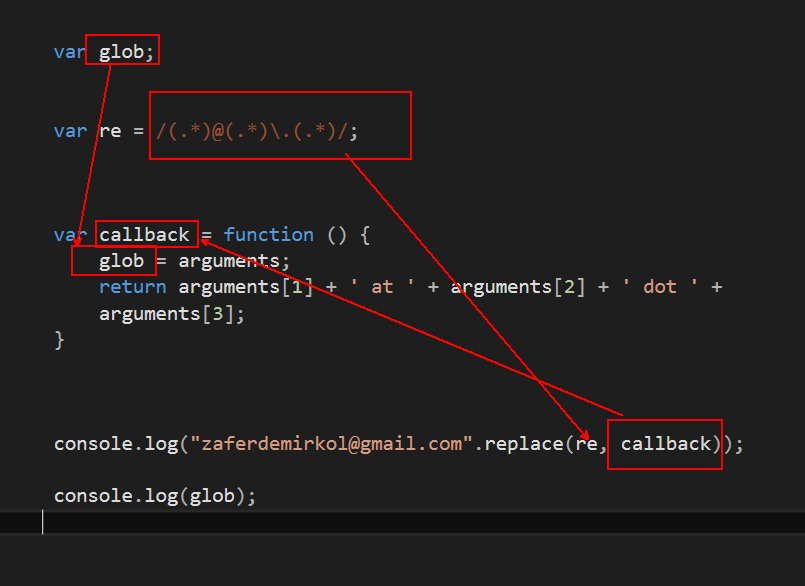 var glob;
var re = /(.*)@(.*)\.(.*)/;
var callback = function () {
glob = arguments;
return arguments[1] + ' at ' + arguments[2] + ' dot ' +
arguments[3];
}
console.log("zaferdemirkol@gmail.com".replace(re, callback));
console.log(glob);